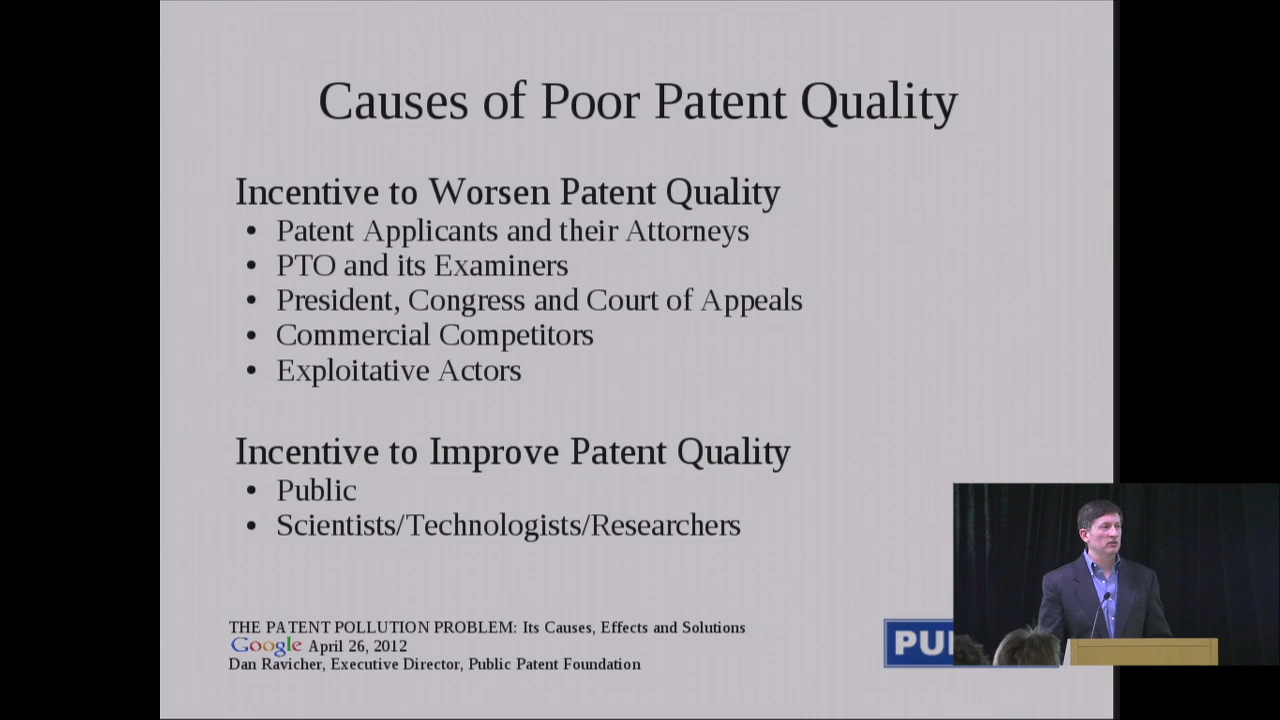 Causes of Poor Patent Quality
Incentive to Worsen Patent Quality
• Patent Applicants and their Attorneys
• PTO and its Examiners
• President, Congress and Court of Appeals
• Commercial Competitors
• Exploitative Actors
Incentive to Improve Patent Quality
• Public
• Scientists/Technologists/Researchers
THE PATENT POLLUTION PROBLEM: Its Causes, Effects and Solutions
Google April 26, 2012
Dan Ravicher, Executive Director, Public Patent Foundation